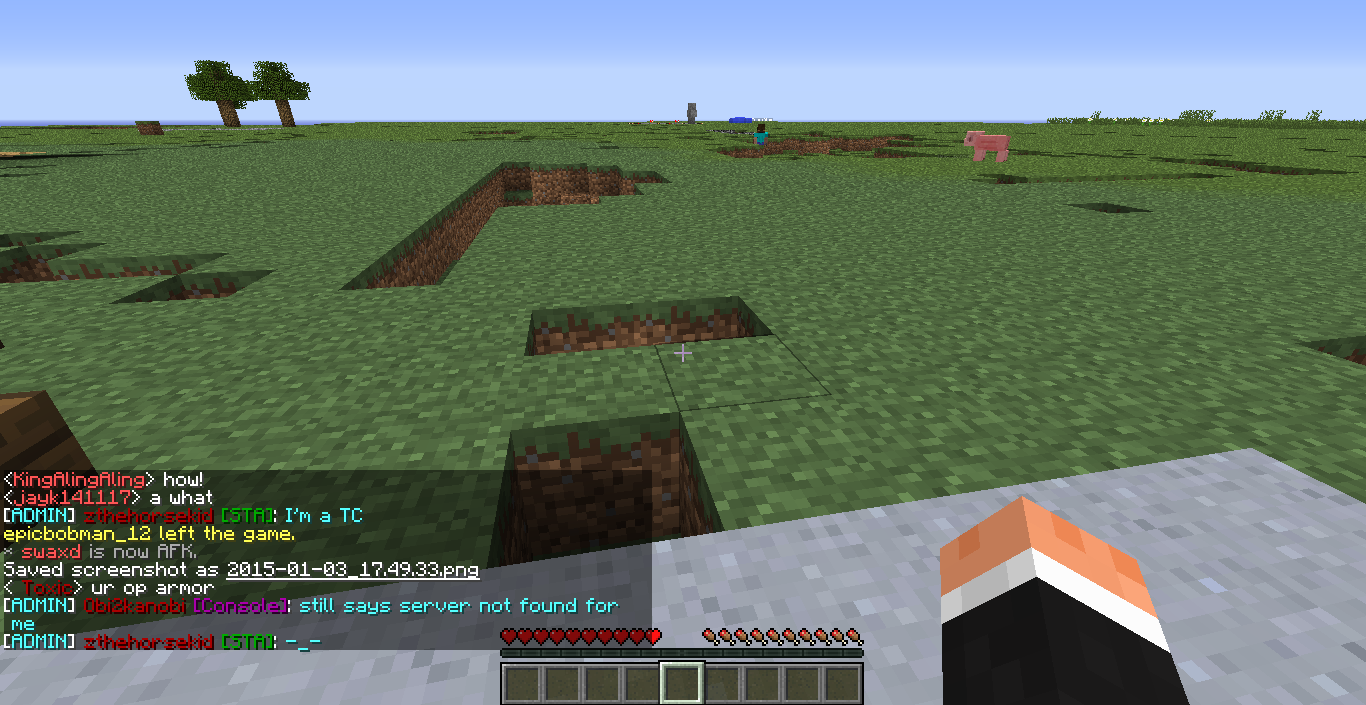 <KingAlingAling> how!
<jayk141117> a what
[ADMIN] zthehorsekid [STA]: I'm a TC
epicbobman_12 left the game.
* swaxd is now AFK.
Saved screenshot as 2015-01-03_17.49.33.png
<_Toxic> ur op armor
[ADMIN] Obi2kanobi [Console]: still says server not found for
me
[ADMIN] zthehorsekid [STA]: -_-